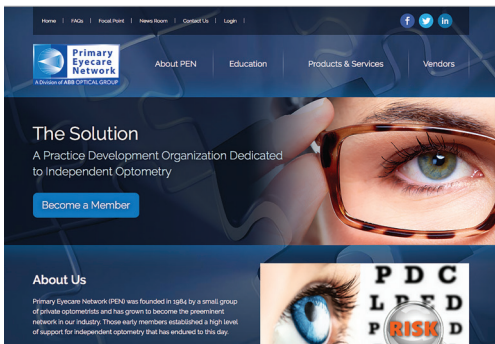 Home | FAQs | Focal Point | News Room | Contact Us | Login |
f in
Primary
Eyecare
Network
A Division of ABB OPTICAL GROUP
About PEN Education Products & Services Vendors
The Solution
A Practice Development Organization Dedicated
to Independent Optometry
Become a Member
About Us
Primary Eyecare Network (PEN) was founded in 1984 by a small group
of private optometrists and has grown to become the preeminent
network in our industry. Those early members established a high level
of support for independent optometry that has endured to this day.
P D C
L P E D
P RISK D